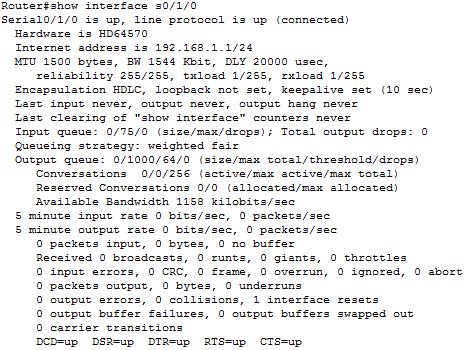 Router#show interface s0/1/0
Serial0/1/0 is up, line protocol is up (connected)
  Hardware is HD64570
  Internet address is 192.168.1.1/24
  MTU 1500 bytes, BW 1544 Kbit, DLY 20000 usec,
     reliability 255/255, txload 1/255, rxload 1/255
  Encapsulation HDLC, loopback not set, keepalive set (10 sec)
  Last input never, output never, output hang never
  Last clearing of "show interface" counters never
  Input queue: 0/75/0 (size/max/drops); Total output drops: 0
  Queueing strategy: weighted fair
  Output queue: 0/1000/64/0 (size/max total/threshold/drops)
     Conversations  0/0/256 (active/max active/max total)
     Reserved Conversations 0/0 (allocated/max allocated)
     Available Bandwidth 1158 kilobits/sec
  5 minute input rate 0 bits/sec, 0 packets/sec
  5 minute output rate 0 bits/sec, 0 packets/sec
     0 packets input, 0 bytes, 0 no buffer
     Received 0 broadcasts, 0 runts, 0 giants, 0 throttles
     0 input errors, 0 CRC, 0 frame, 0 overrun, 0 ignored, 0 abort
     0 packets output, 0 bytes, 0 underruns
     0 output errors, 0 collisions, 1 interface resets
     0 output buffer failures, 0 output buffers swapped out
     0 carrier transitions
     DCD=up  DSR=up  DTR=up  RTS=up  CTS=up